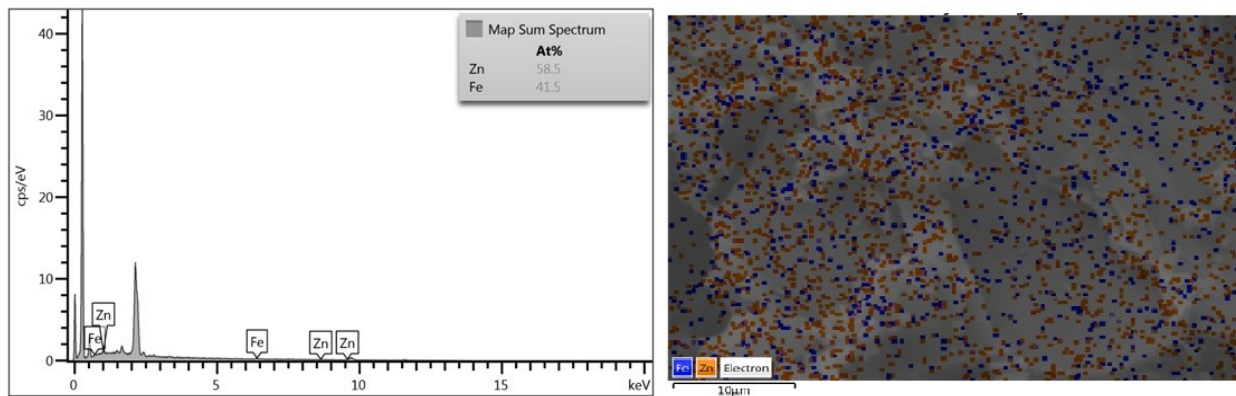 Map Sum Spectrum
At%
Zn 58.5
Fe 41.5
40
30
20
10
0
cps/eV
Fe
Zn
Fe
Zn
Zn
0 5 10 15 keV
Fe Zn Electron
10µm